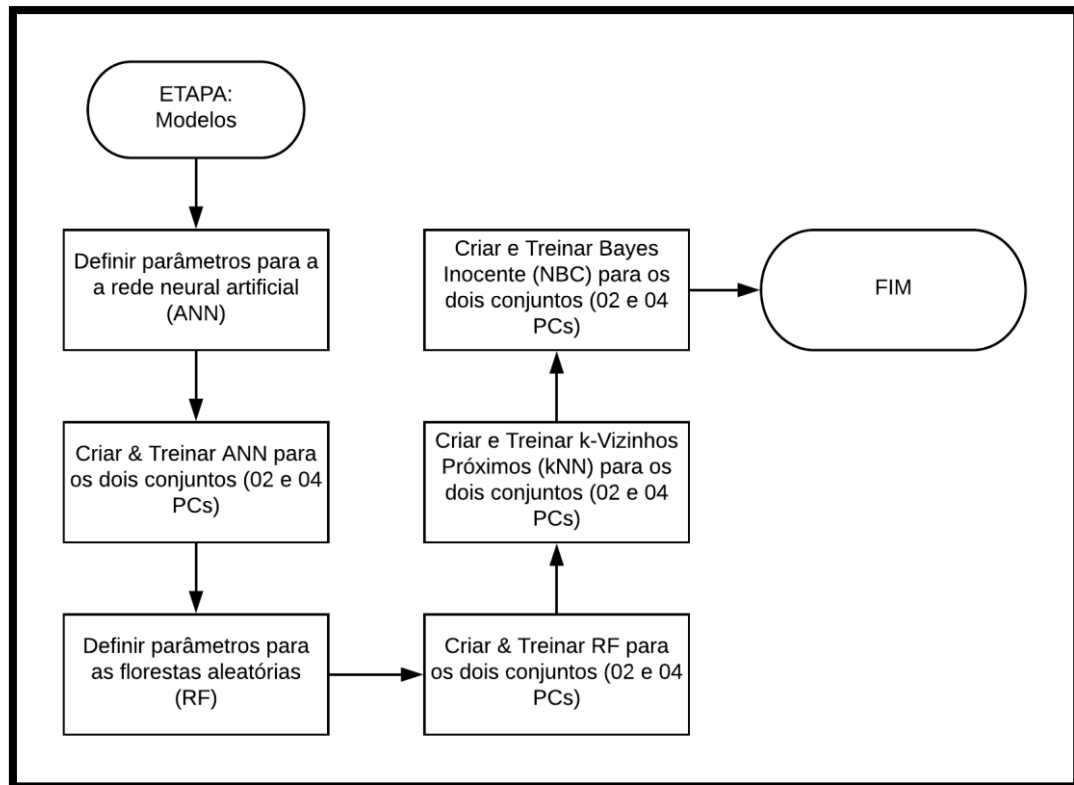 ETAPA:
Modelos
Definir parâmetros para a
a rede neural artificial
(ANN)
Criar & Treinar ANN para
os dois conjuntos (02 e 04
PCs)
Definir parâmetros para
as florestas aleatórias
(RF)
Criar & Treinar RF para
os dois conjuntos (02 e 04
PCs)
Criar e Treinar k-Vizinhos
Próximos (kNN) para os
dois conjuntos (02 e 04
PCs)
Criar e Treinar Bayes
Inocente (NBC) para os
dois conjuntos (02 e 04
PCs)
FIM